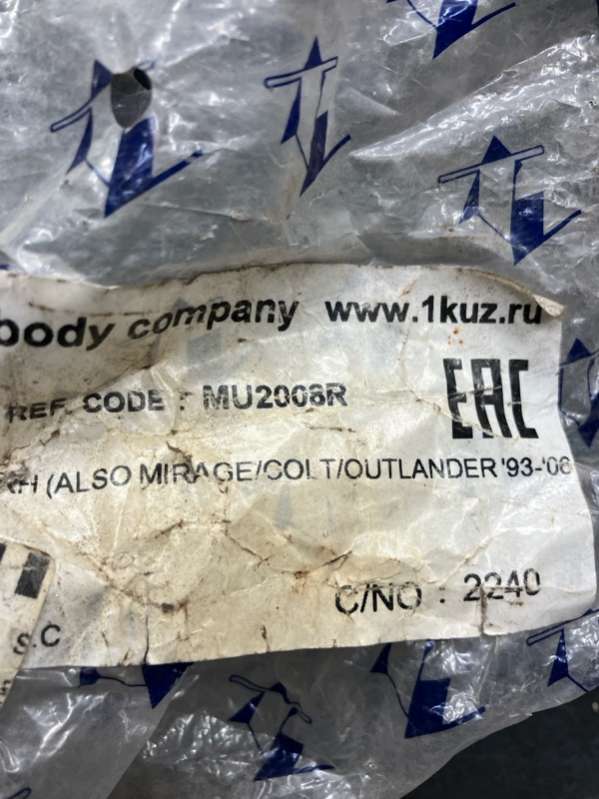 body company www.1kuz.ru
REF. CODE : MU2008R
EAC
RH (ALSO MIRAGE/COLT/OUTLANDER '93-'06
C/NO : 2240
S.C